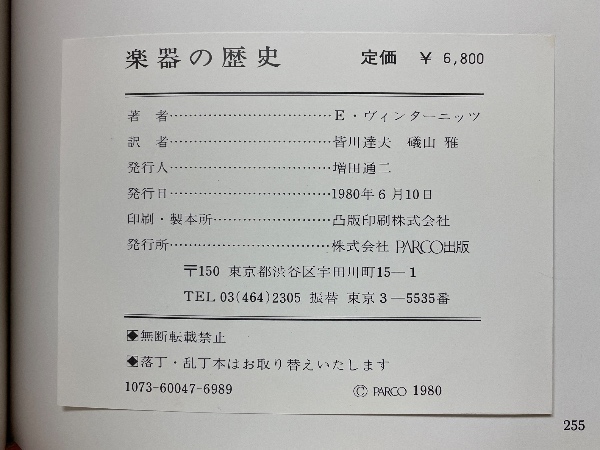 楽器の歴史 定価 ¥ 6,800
著者……………………………E・ヴィンターニッツ
訳者……………………………皆川達夫 礒山 雅
発行人……………………………増田通二
発行日……………………………1980年6月10日
印刷・製本所……………………凸版印刷株式会社
発行所……………………………株式会社 PARCO出版
〒150 東京都渋谷区宇田川町15—1
TEL 03(464)2305 振替 東京3—5535番
◆無断転載禁止
◆落丁・乱丁本はお取り替えいたします
1073-60047-6989 © PARCO 1980
255